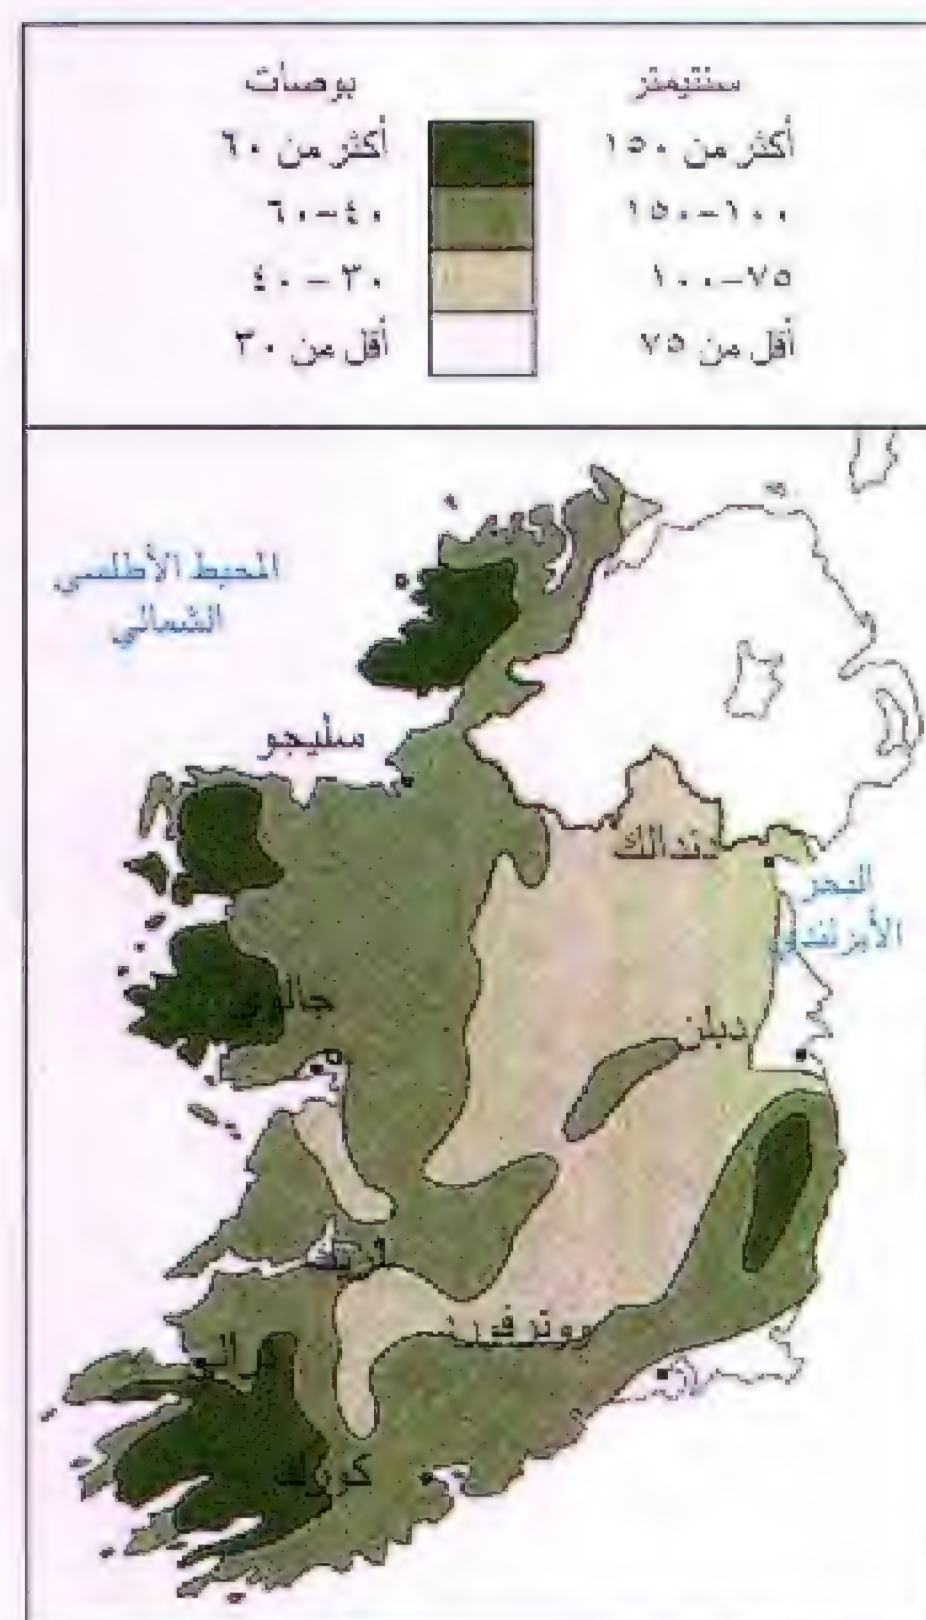 سنتيمتر
بوصات
أكثر من ١٥٠
أكثر من ٦٠
١٠٠-١٥٠
٤٠-٦٠
٧٥-١٠٠
٣٠-٤٠
أقل من ٧٥
أقل من ٣٠
المحيط الأطلسي
الشمالي
سليجو
دندالك
البحر
الأيرلندي
جالوي
دبلن
كورك